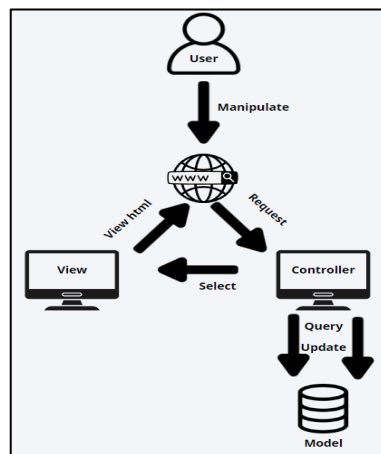 User
Manipulate
www
View html
Request
View
Controller
Select
Query
Update
Model